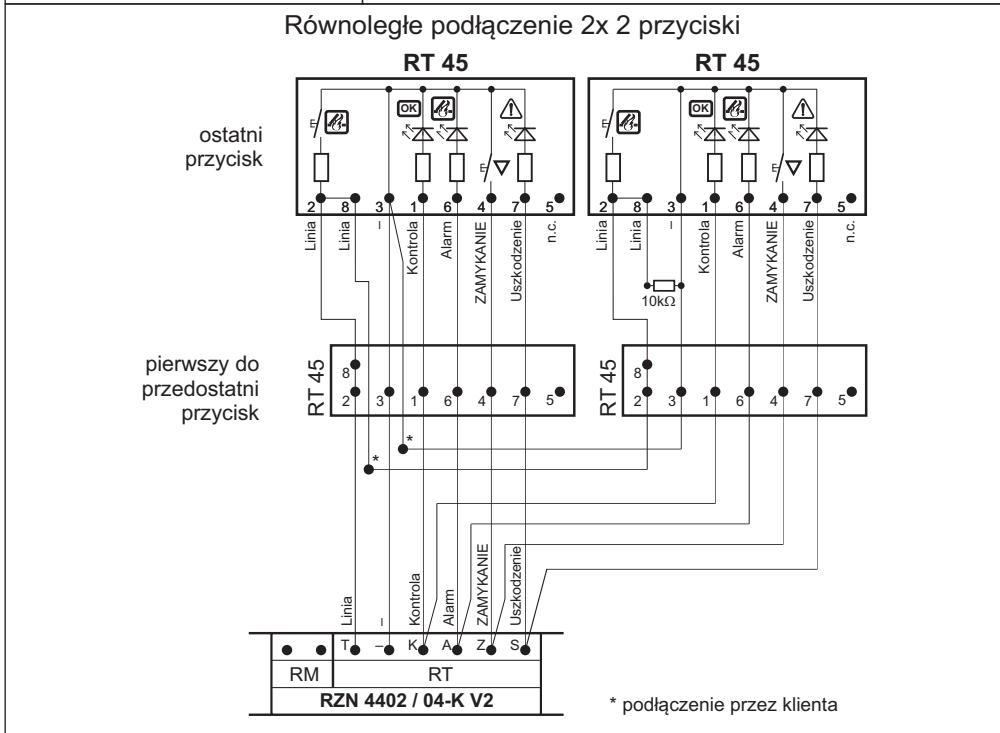 Równoległe podłączenie 2x 2 przyciski
RT 45 RT 45
OK OK
ostatni
przycisk
2 8 3 1 6 4 7 5 2 8 3 1 6 4 7 5
Linia Linia – Kontrola Alarm ZAMYKANIE Uszkodzenie n.c. Linia Linia – Kontrola Alarm ZAMYKANIE Uszkodzenie n.c.
10kΩ
pierwszy do
przedostatni
przycisk
RT 45 8 RT 45 8
2 3 1 6 4 7 5 2 3 1 6 4 7 5
*
*
Linia – Kontrola Alarm ZAMYKANIE Uszkodzenie
T – K A Z S
RM RT
RZN 4402 / 04-K V2
* podłączenie przez klienta